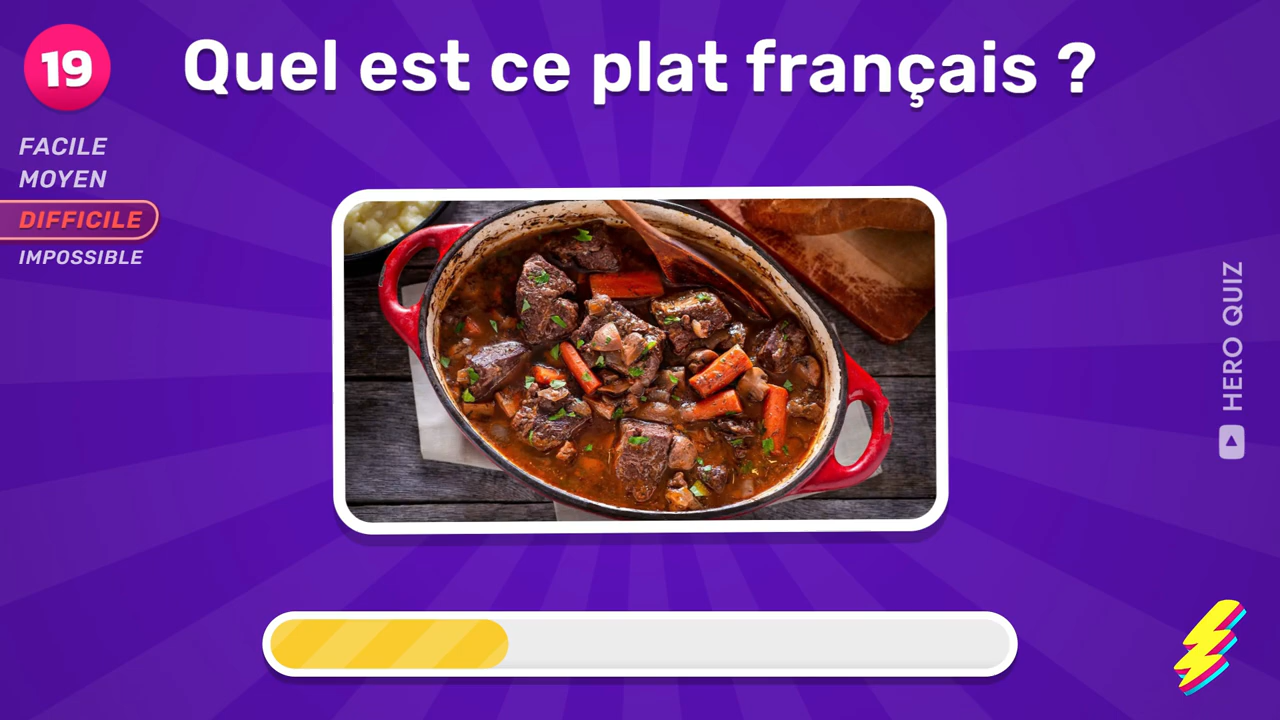 19
Quel est ce plat français ?
FACILE
MOYEN
DIFFICILE
IMPOSSIBLE
HERO QUIZ